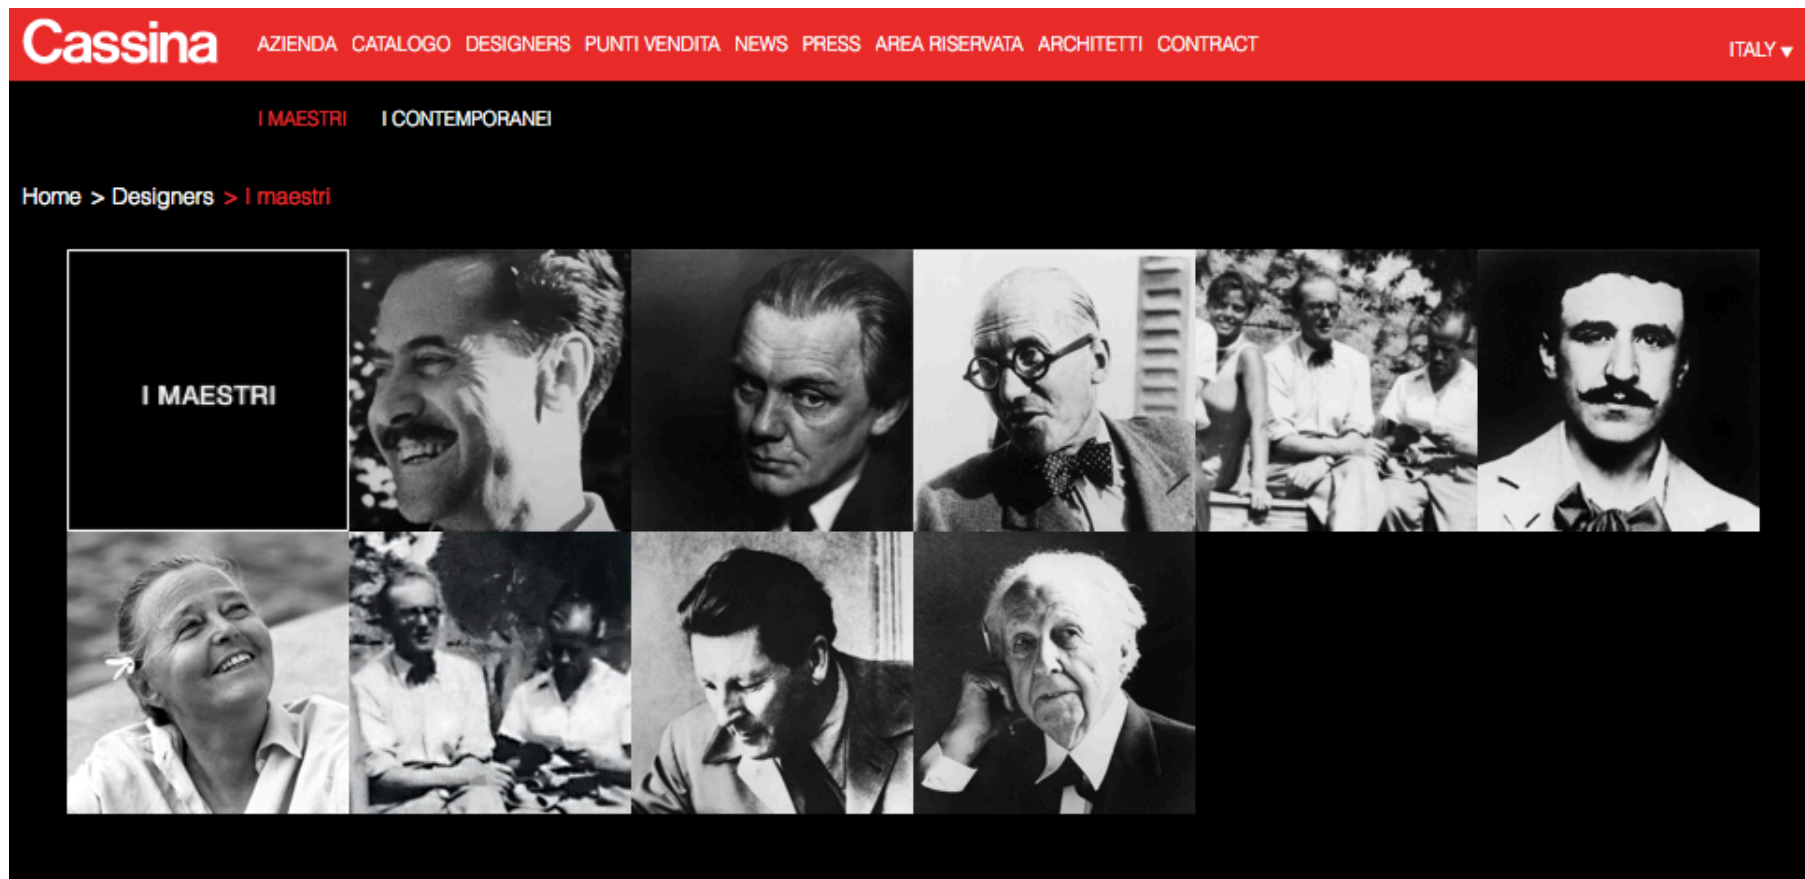 Cassina AZIENDA CATALOGO DESIGNERS PUNTI VENDITA NEWS PRESS AREA RISERVATA ARCHITETTI CONTRACT ITALY ▼
I MAESTRI I CONTEMPORANEI
Home > Designers > I maestri
I MAESTRI